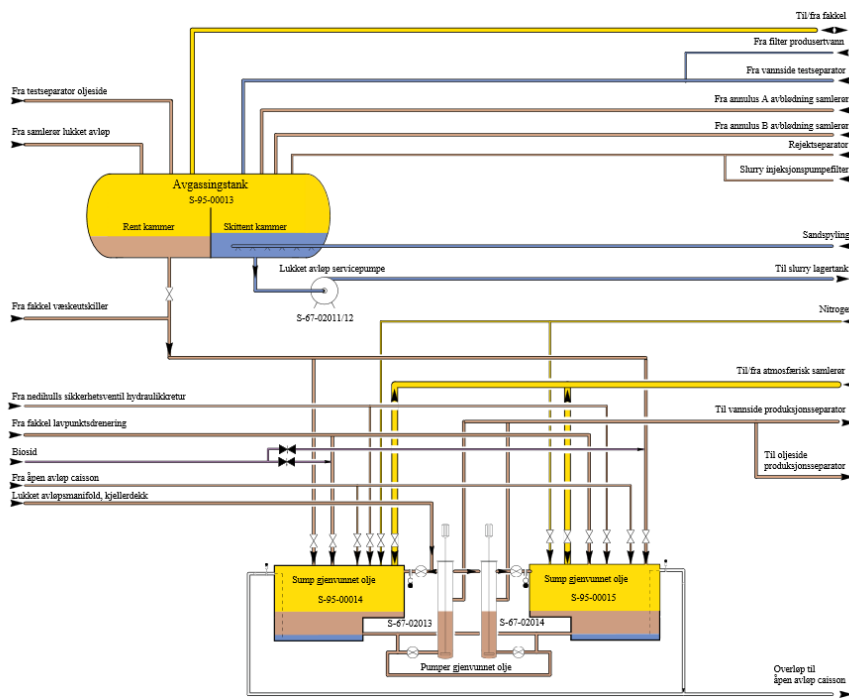 Til/fra fakkel
Fra filter produsertvann
Fra vannside testseparator
Fra testseparator oljeside
Fra annulus A avblødning samlerør
Fra samlerør lukket avløp
Fra annulus B avblødning samlerør
Rejektseparator
Slurry injeksjonspumpefilter
Avgassingstank
S-95-00013
Rent kammer
Skittent kammer
Sandspyling
Lukket avløp servicepumpe
Til slurry lagertank
S-67-02011/12
Fra fakkel væskeutskiller
Nitrogen
Til/fra atmosfærisk samlerør
Fra nedihulls sikkerhetsventil hydraulikkretur
Til vannside produksjonsseparator
Fra fakkel lavpunktsdrenering
Biosid
Til oljeside
produksjonsseparator
Fra åpen avløp caisson
Lukket avløpsmanifold, kjellerdekk
Sump gjenvunnet olje
S-95-00014
Sump gjenvunnet olje
S-95-00015
S-67-02013
S-67-02014
Pumper gjenvunnet olje
Overløp til
åpen avløp caisson